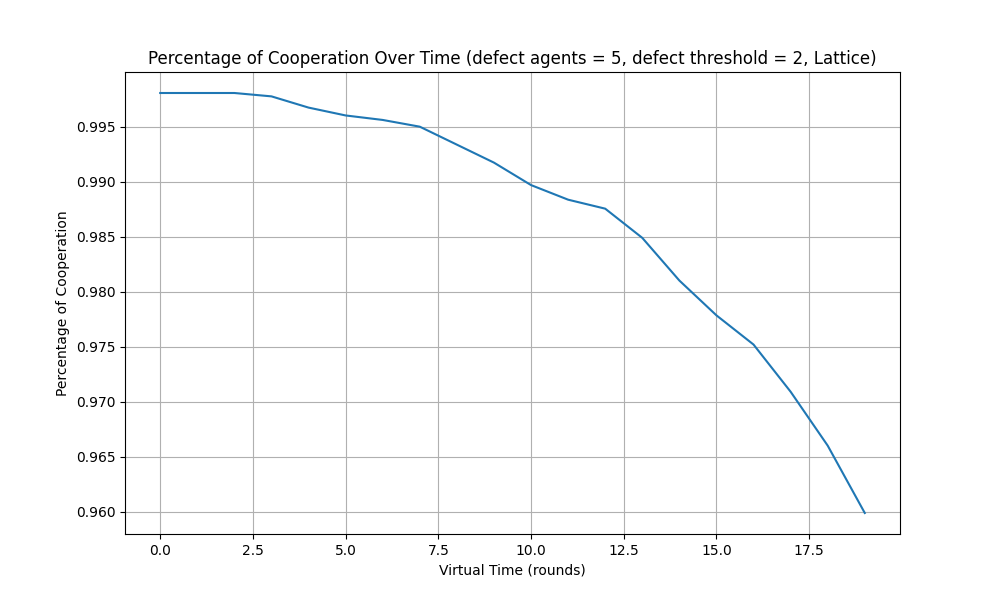 Percentage of Cooperation Over Time (defect agents = 5, defect threshold = 2, Lattice)
Percentage of Cooperation
0.995
0.990
0.985
0.980
0.975
0.970
0.965
0.960
0.0 2.5 5.0 7.5 10.0 12.5 15.0 17.5
Virtual Time (rounds)